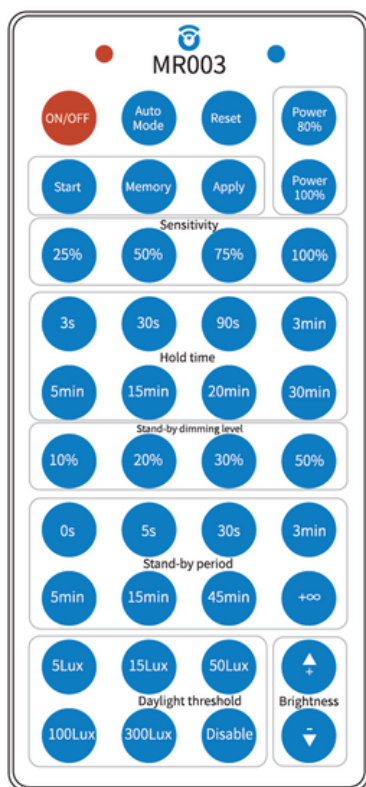 MR003
ON/OFF Auto Mode Reset Power 80%
Start Memory Apply Power 100%
Sensitivity
25% 50% 75% 100%
3s 30s 90s 3min
Hold time
5min 15min 20min 30min
Stand-by dimming level
10% 20% 30% 50%
0s 5s 30s 3min
Stand-by period
5min 15min 45min +∞
5Lux 15Lux 50Lux +
Daylight threshold Brightness
100Lux 300Lux Disable -